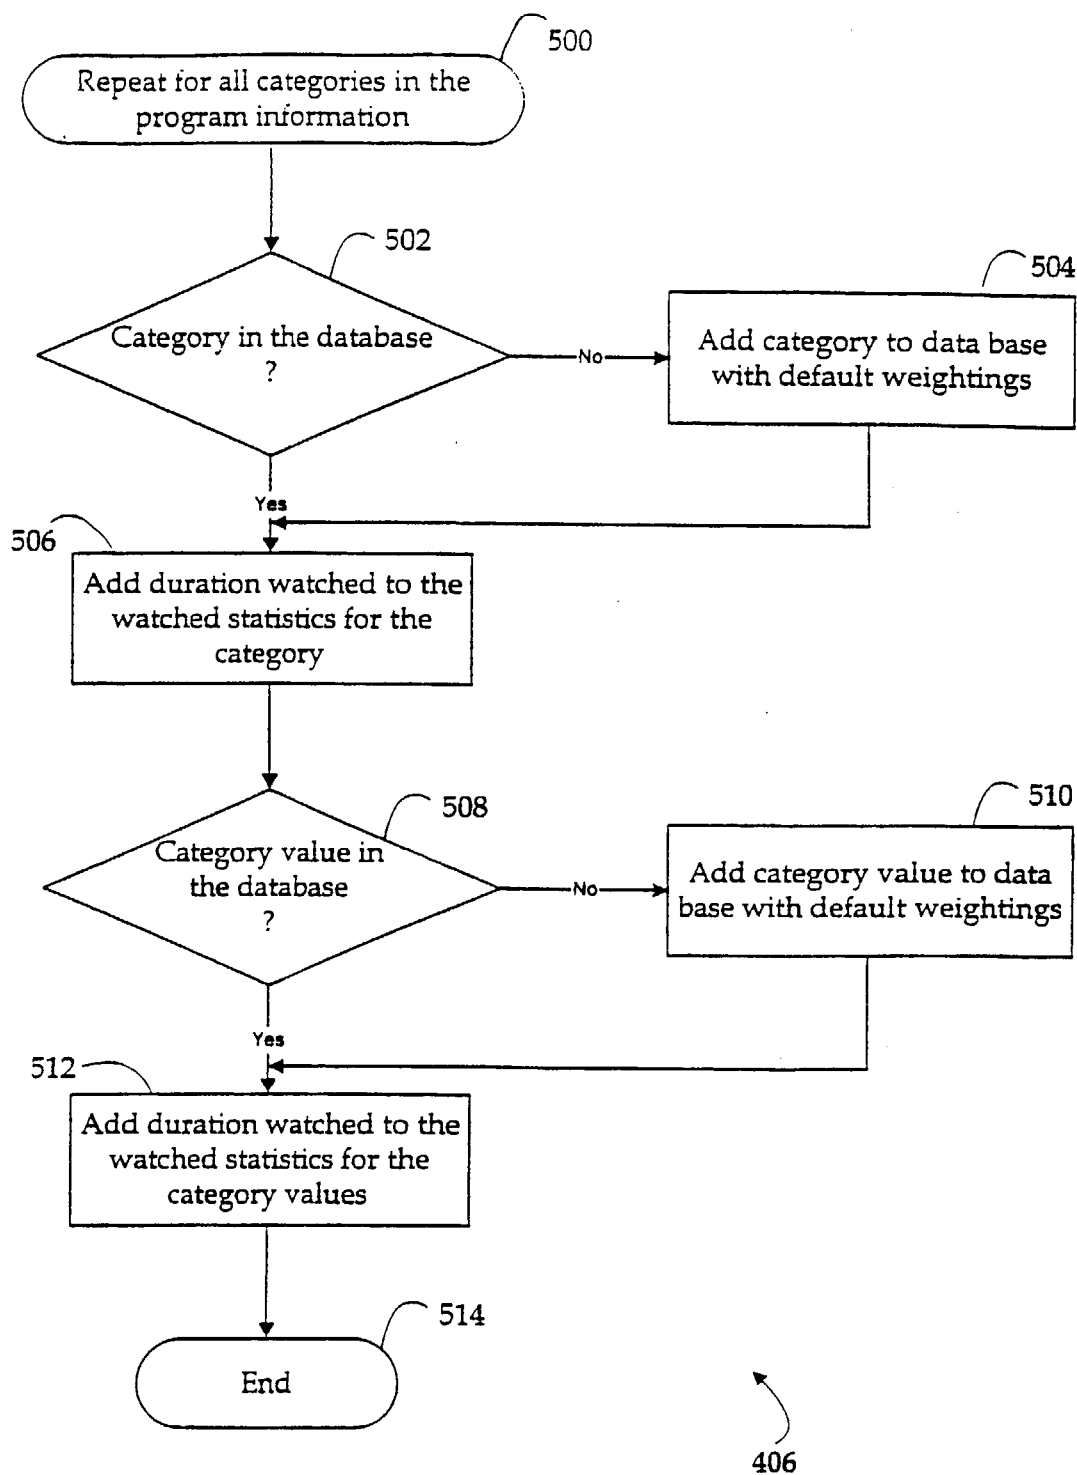 500
Repeat for all categories in the
program information
502
Category in the database
?
No
504
Add category to data base
with default weightings
Yes
506
Add duration watched to the
watched statistics for the
category
508
Category value in
the database
?
No
510
Add category value to data
base with default weightings
Yes
512
Add duration watched to the
watched statistics for the
category values
514
End
406